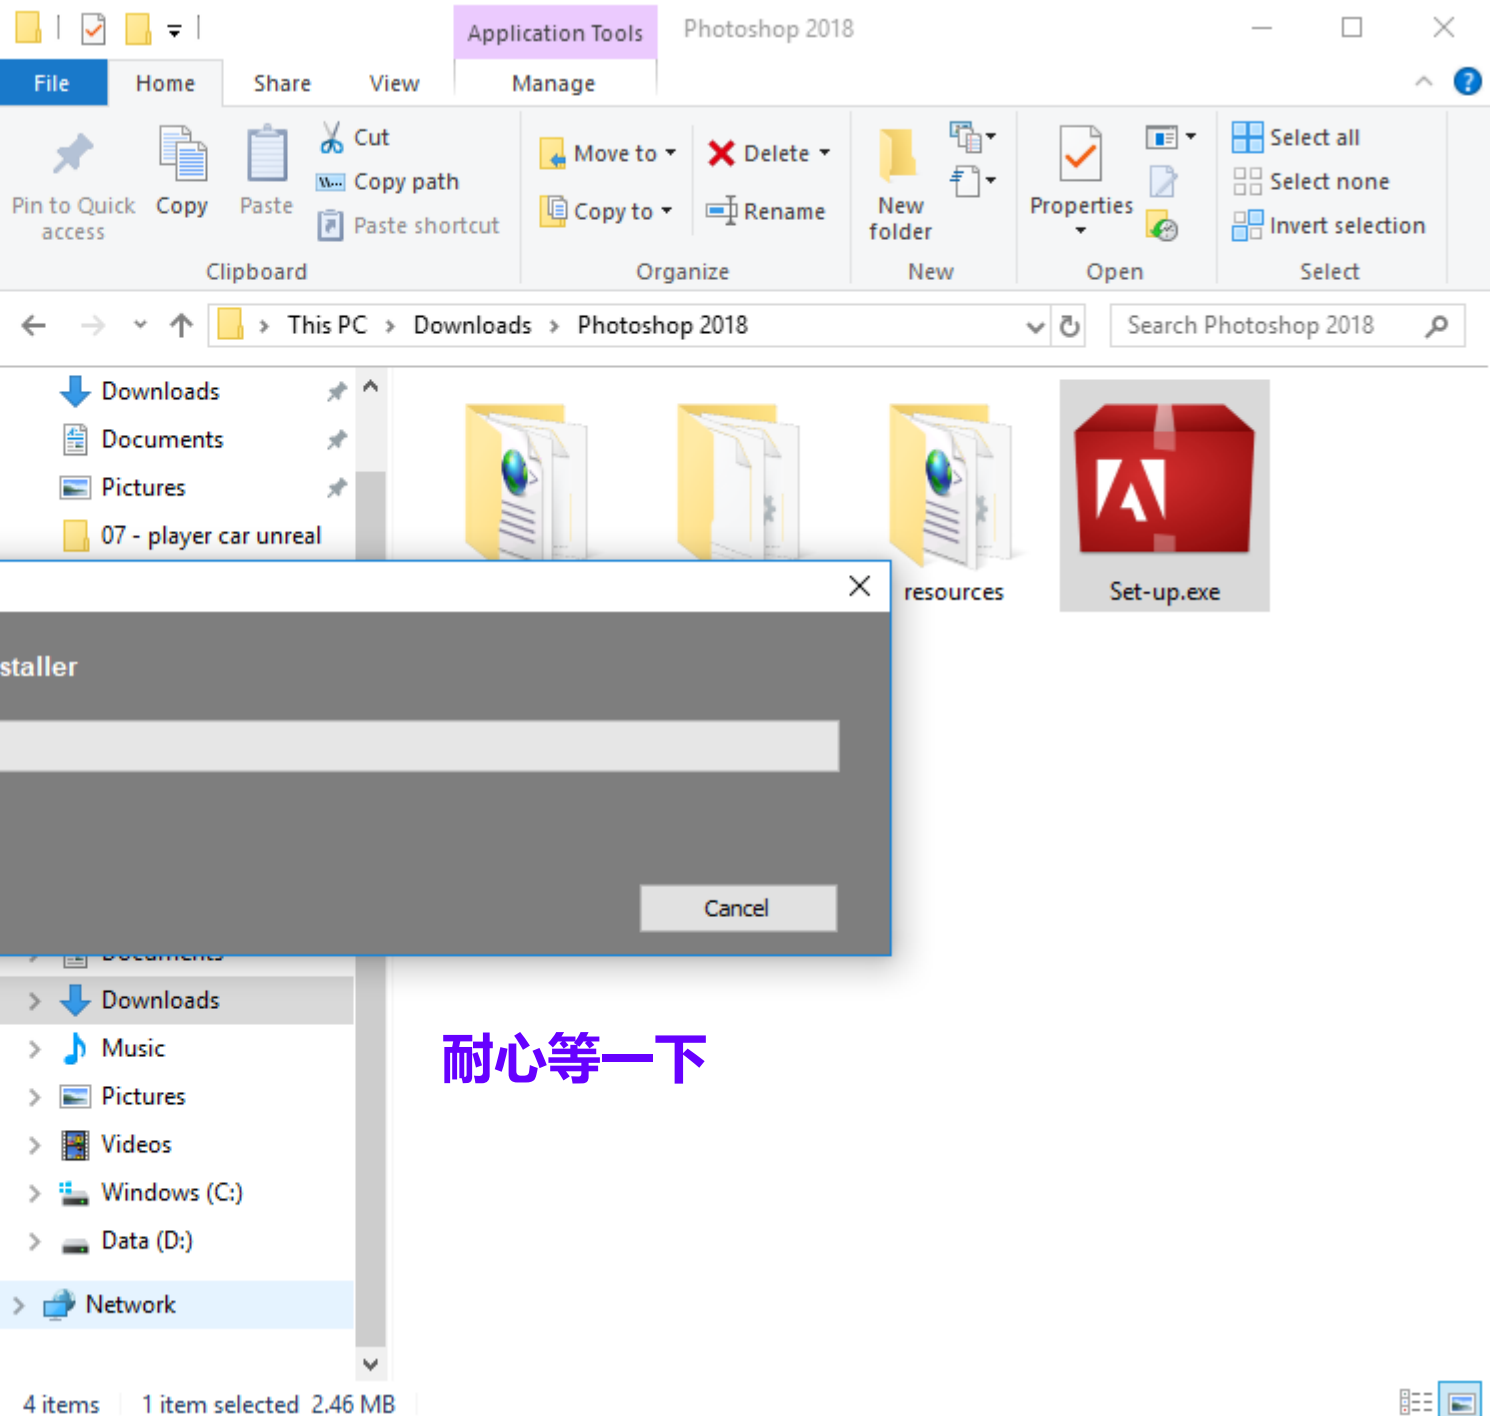 Application Tools
Photoshop 2018
File
Home
Share
View
Manage
Pin to Quick access
Copy
Paste
Cut
Copy path
Paste shortcut
Clipboard
Move to
Copy to
Delete
Rename
Organize
New folder
New
Properties
Open
Select all
Select none
Invert selection
Select
This PC > Downloads > Photoshop 2018
Search Photoshop 2018
Downloads
Documents
Pictures
07 - player car unreal
resources
Set-up.exe
staller
Cancel
Documents
Downloads
Music
Pictures
Videos
Windows (C:)
Data (D:)
Network
耐心等一下
4 items
1 item selected 2.46 MB